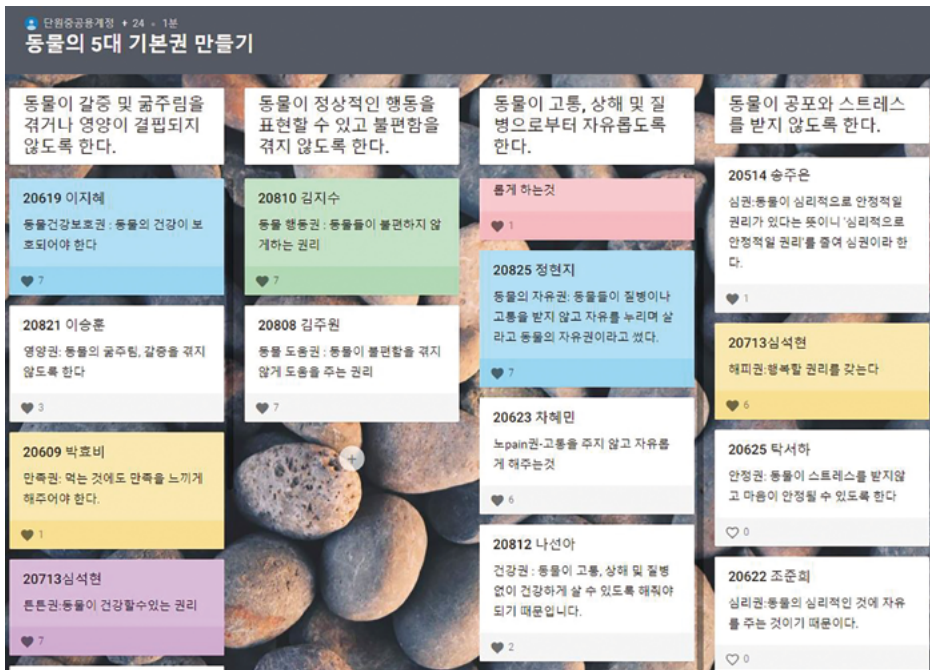 단원중공용계정 + 24 • 1분
동물의 5대 기본권 만들기
동물이 갈증 및 굶주림을
겪거나 영양이 결핍되지
않도록 한다.
20619 이지혜
동물건강보호권 : 동물의 건강이 보
호되어야 한다
7
20821 이승훈
영양권: 동물의 굶주림, 갈증을 겪지
않도록 한다
3
20609 박효비
만족권: 먹는 것에도 만족을 느끼게
해주어야 한다.
1
20713심석현
튼튼권:동물이 건강할수있는 권리
7
동물이 정상적인 행동을
표현할 수 있고 불편함을
겪지 않도록 한다.
20810 김지수
동물 행동권 : 동물들이 불편하지 않
게하는 권리
7
20808 김주원
동물 도움권 : 동물이 불편함을 겪지
않게 도움을 주는 권리
7
동물이 고통, 상해 및 질
병으로부터 자유롭도록
한다.
롭게 하는것
1
20825 정현지
동물의 자유권: 동물들이 질병이나
고통을 받지 않고 자유를 누리며 살
라고 동물의 자유권이라고 썼다.
7
20623 차혜민
노pain권-고통을 주지 않고 자유롭
게 해주는것
6
20812 나선아
건강권 : 동물이 고통, 상해 및 질병
없이 건강하게 살 수 있도록 해줘야
되기 때문입니다.
2
동물이 공포와 스트레스
를 받지 않도록 한다.
20514 송주은
심권:동물이 심리적으로 안정적일
권리가 있다는 뜻이니 '심리적으로
안정적일 권리'를 줄여 심권이라 한
다.
1
20713심석현
해피권:행복할 권리를 갖는다
6
20625 탁서하
안정권: 동물이 스트레스를 받지않
고 마음이 안정될 수 있도록 한다
0
20622 조준희
심리권:동물의 심리적인 것에 자유
를 주는 것이기 때문이다.
0